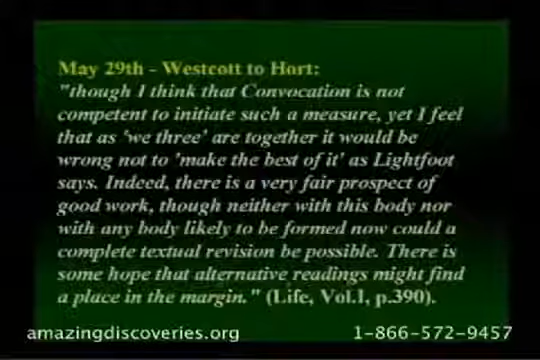 May 29th - Westcott to Hort:
"though I think that Convocation is not
competent to initiate such a measure, yet I feel
that as 'we three' are together it would be
wrong not to 'make the best of it' as Lightfoot
says. Indeed, there is a very fair prospect of
good work, though neither with this body nor
with any body likely to be formed now could a
complete textual revision be possible. There is
some hope that alternative readings might find
a place in the margin." (Life, Vol.I, p.390).
amazingdiscoveries.org 1-866-572-9457